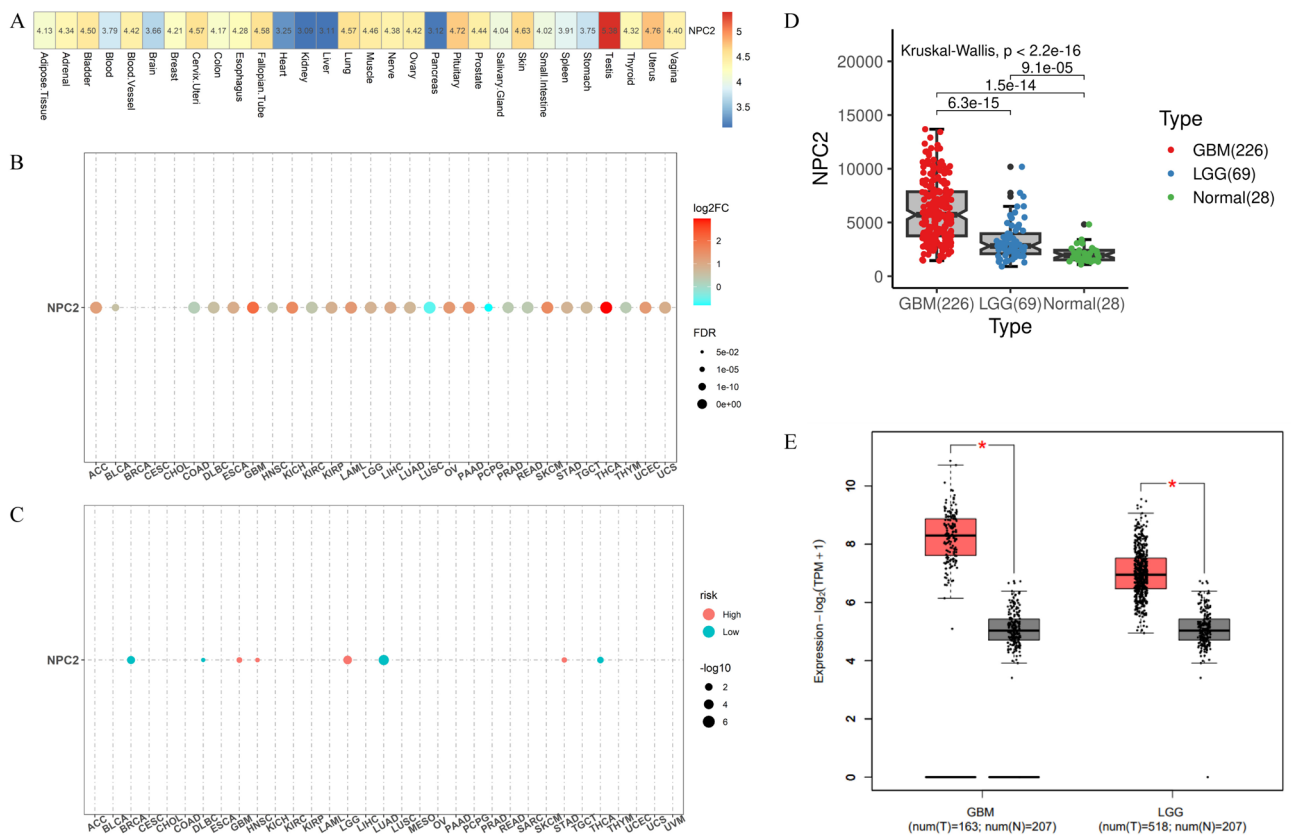 A
4.13 4.34 4.50 3.79 4.42 3.66 4.21 4.57 4.17 4.28 4.58 3.25 3.09 3.11 4.57 4.46 4.38 4.42 3.12 4.72 4.44 4.04 4.63 4.02 3.91 3.75 5.38 4.32 4.76 4.40 NPC2
Adipose.Tissue
Adrenal
Bladder
Blood
Blood.Vessel
Brain
Breast
Cervix.Uteri
Colon
Esophagus
Fallopian.Tube
Heart
Kidney
Liver
Lung
Muscle
Nerve
Ovary
Pancreas
Pituitary
Prostate
Salivary.Gland
Skin
Small.Intestine
Spleen
Stomach
Testis
Thyroid
Uterus
Vagina
5
4.5
4
3.5
B
NPC2
ACC BLCA BRCA CESC CHOL COAD DLBC ESCA GBM HNSC KICH KIRC KIRP LAML LGG LIHC LUAD LUSC OV PAAD PCPG PRAD READ SKCM STAD TGCT THCA THYM UCEC UCS
log2FC
2
1
0
FDR
5e-02
1e-05
1e-10
0e+00
C
NPC2
ACC BLCA BRCA CESC CHOL COAD DLBC ESCA GBM HNSC KICH KIRC KIRP LAML LGG LIHC LUAD LUSC MESO OV PAAD PCPG PRAD READ SARC SKCM STAD TGCT THCA THYM UCEC UCS UVM
risk
High
Low
-log10
2
4
6
D
Kruskal-Wallis, p < 2.2e-16
9.1e-05
1.5e-14
6.3e-15
NPC2
20000
15000
10000
5000
0
GBM(226) LGG(69) Normal(28)
Type
Type
GBM(226)
LGG(69)
Normal(28)
E
* *
Expression − log2(TPM + 1)
10
8
6
4
2
0
GBM
(num(T)=163; num(N)=207)
LGG
(num(T)=518; num(N)=207)